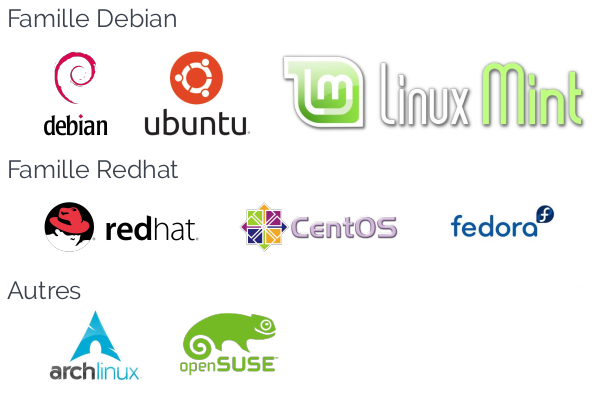 Famille Debian
debian
ubuntu
Linux Mint
Famille Redhat
redhat
CentOS
fedora
Autres
archlinux
openSUSE